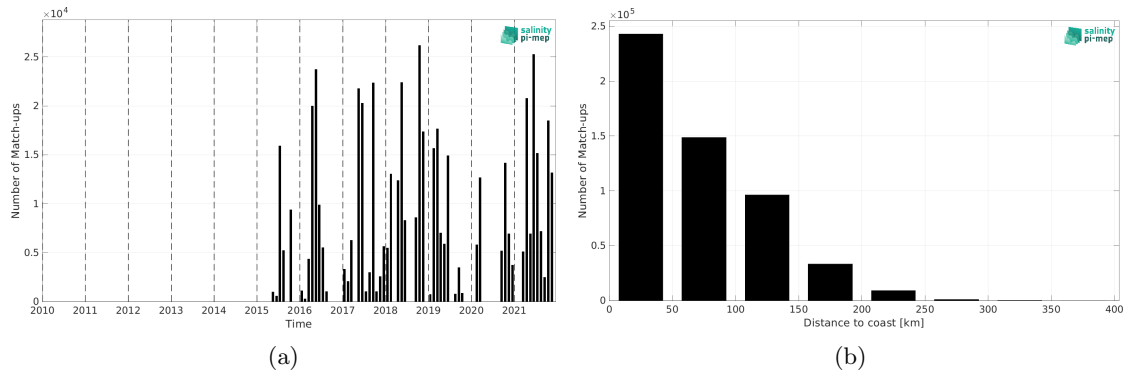 ×10⁴
salinity
pi-mep
2.5
2
1.5
1
0.5
0
Number of Match-ups
2010 2011 2012 2013 2014 2015 2016 2017 2018 2019 2020 2021
Time
(a)
×10⁵
salinity
pi-mep
2.5
2
1.5
1
0.5
0
Number of Match-ups
0 50 100 150 200 250 300 350 400
Distance to coast [km]
(b)